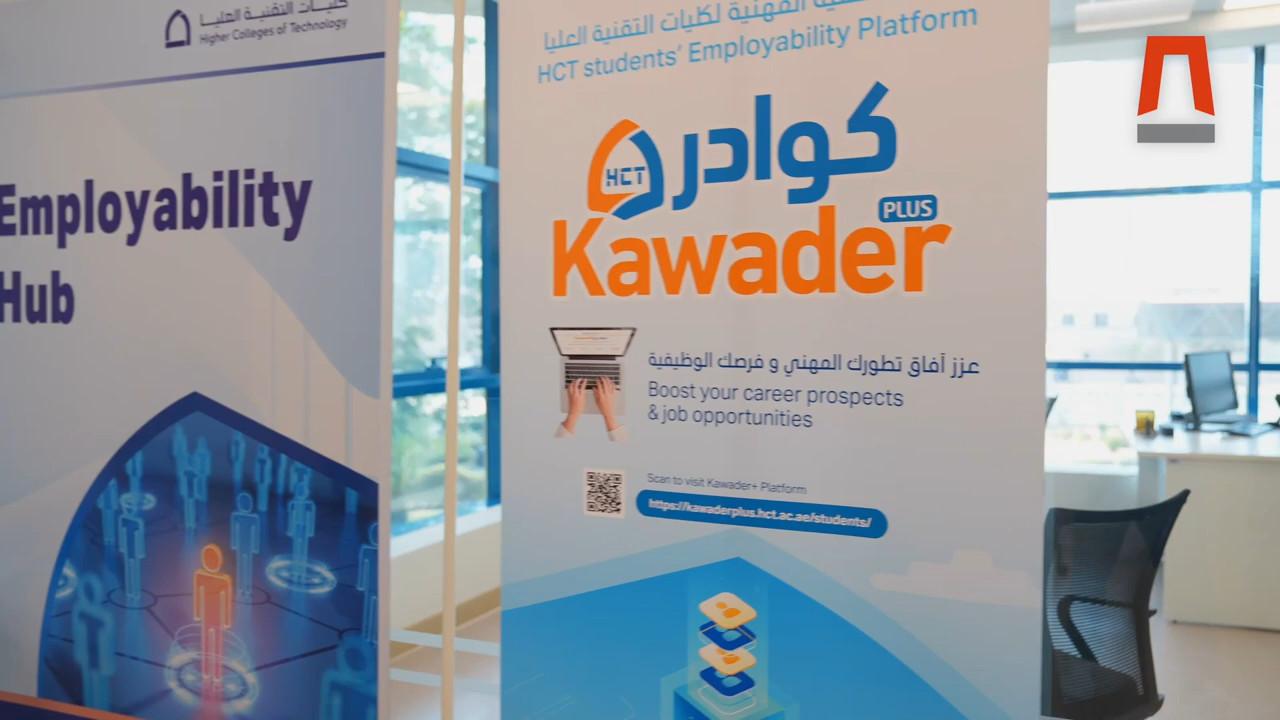 كليات التقنية العليا
Higher Colleges of Technology
Employability
Hub
المهنية لكليات التقنية العليا
HCT students' Employability Platform
كوادر
HCT
PLUS
Kawader
عزز آفاق تطورك المهني و فرصك الوظيفية
Boost your career prospects
& job opportunities
Scan to visit Kawader+ Platform
https://kawaderplus.hct.ac.ae/students/